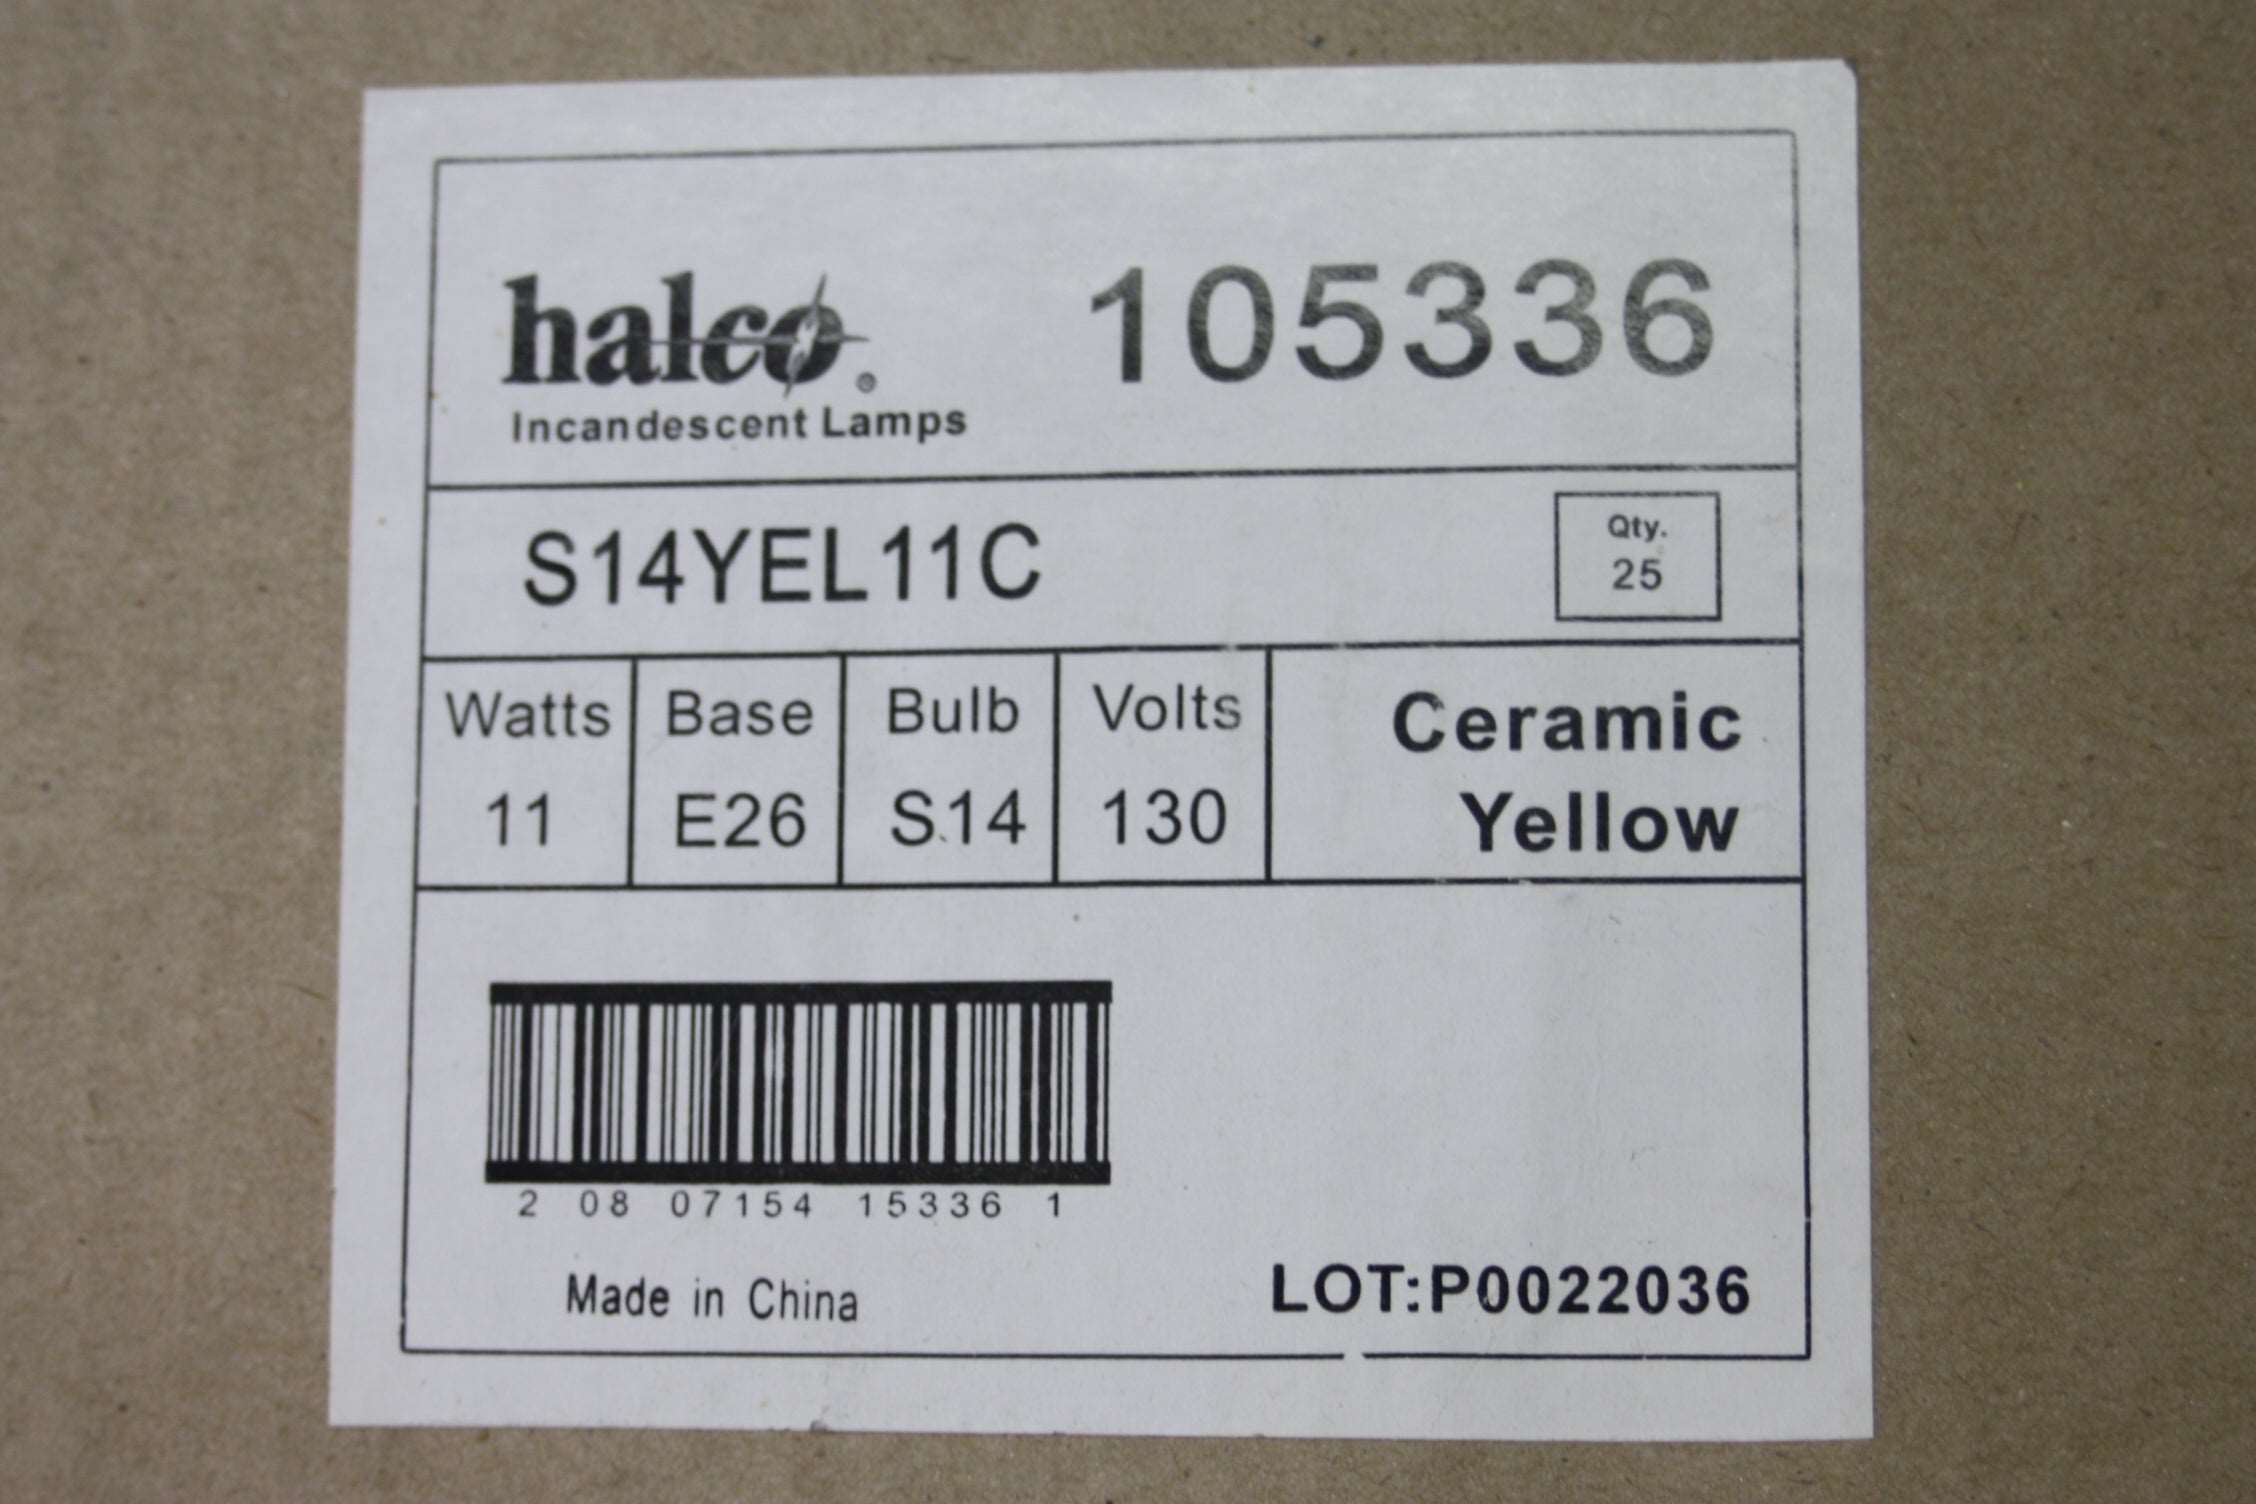 halco®
105336
Incandescent Lamps
S14YEL11C
Qty.
25
Watts Base Bulb Volts
11 E26 S14 130
Ceramic
Yellow
2 08 07154 15336 1
Made in China
LOT:P0022036